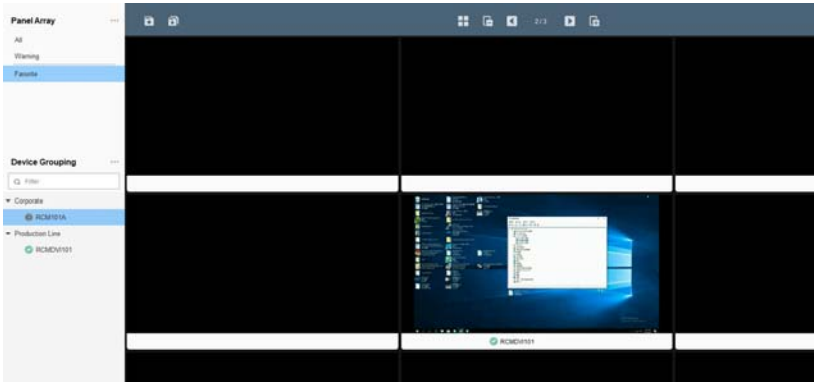 Panel Array ...
2/3
All
Warning
Favorite
Device Grouping ...
Filter
Corporate
RCM101A
Production Line
RCMDVI101
RCMDVI101